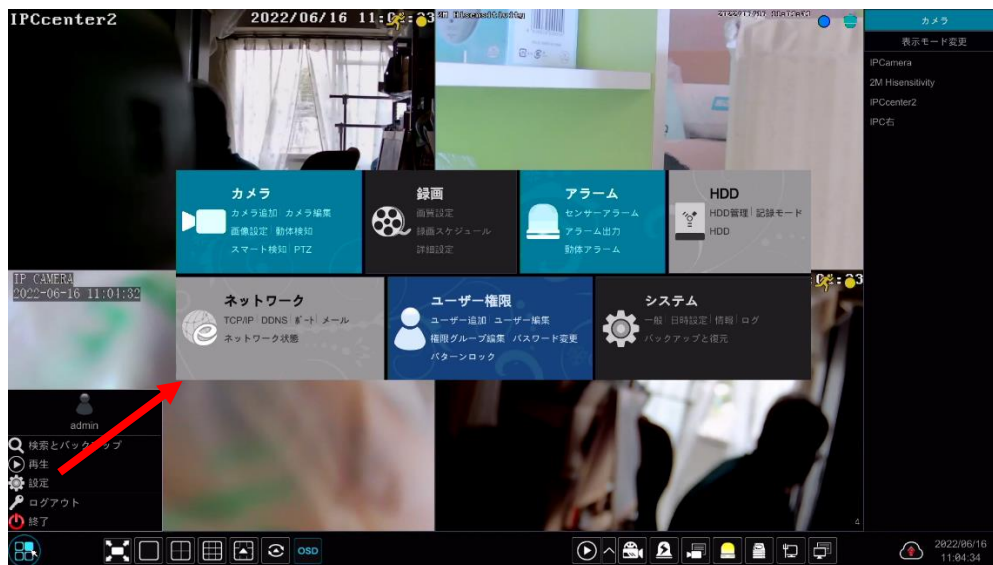 IPCcenter2
2022/06/16 11:02:33
2M Hisensitivity
カメラ
表示モード変更
IPCamera
2M Hisensitivity
IPCcenter2
IPC右
カメラ
カメラ追加 カメラ編集
画像設定 動体検知
スマート検知 PTZ
録画
画質設定
録画スケジュール
詳細設定
アラーム
センサーアラーム
アラーム出力
動体アラーム
HDD
HDD管理 記録モード
HDD
IP CAMERA
2022-06-16 11:01:32
ネットワーク
TCP/IP DDNS ﾎﾟｰﾄ メール
ネットワーク状態
ユーザー権限
ユーザー追加 ユーザー編集
権限グループ編集 パスワード変更
パターンロック
システム
一般 日時設定 情報 ログ
バックアップと復元
admin
検索とバックアップ
再生
設定
ログアウト
終了
4
OSD
2022/06/16
11:04:34